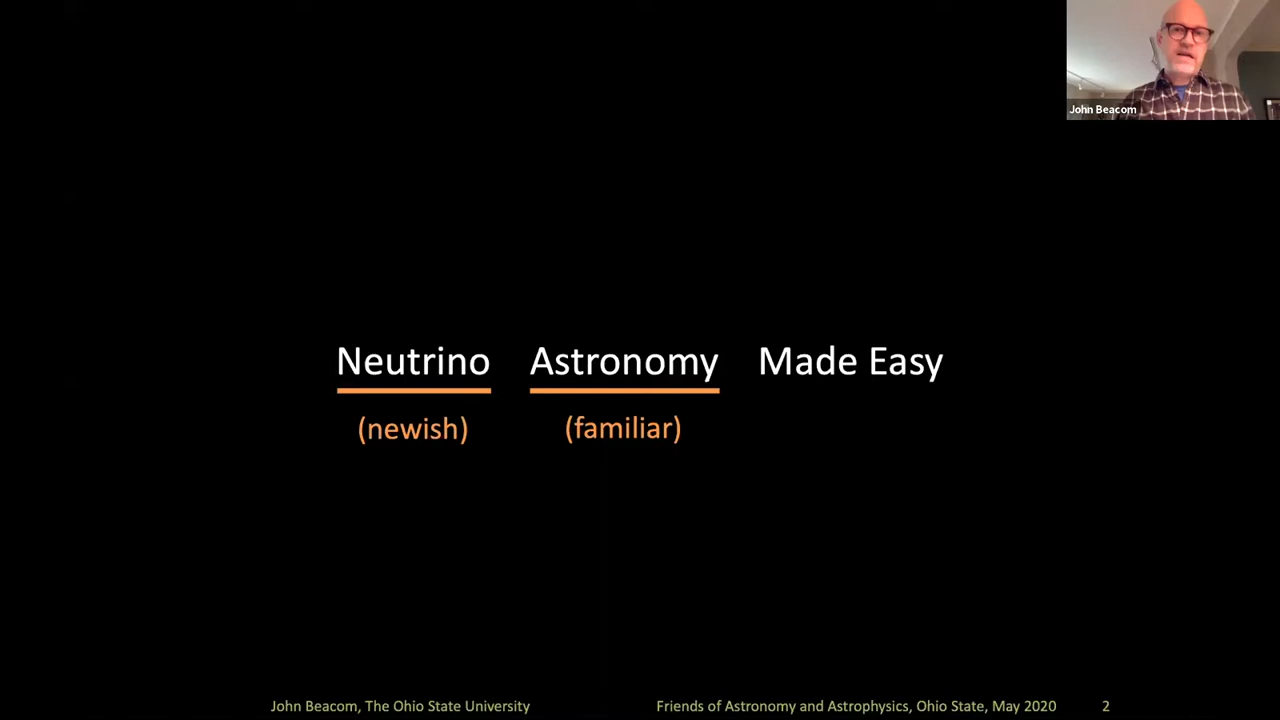 John Beacom
Neutrino Astronomy Made Easy
(newish) (familiar)
John Beacom, The Ohio State University Friends of Astronomy and Astrophysics, Ohio State, May 2020 2